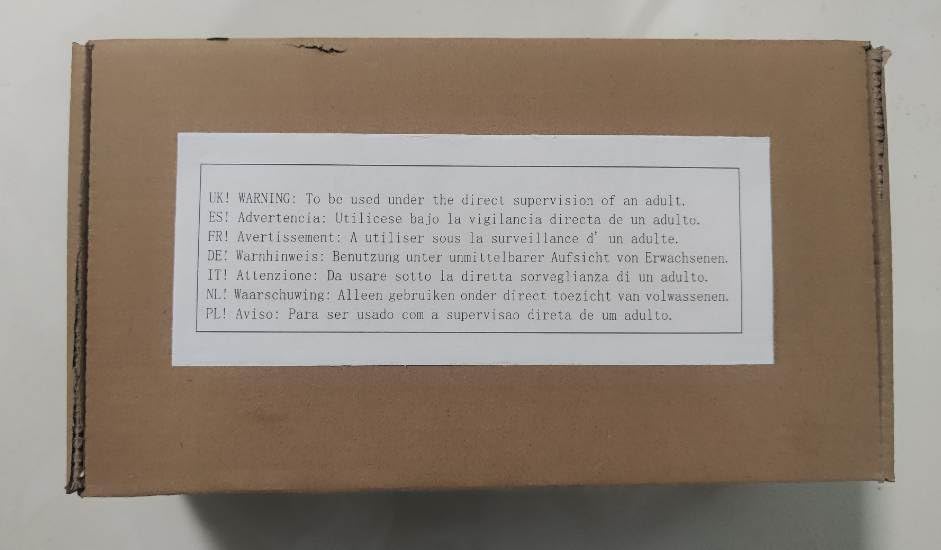 UK! WARNING: To be used under the direct supervision of an adult.
ES! Advertencia: Utilicese bajo la vigilancia directa de un adulto.
FR! Avertissement: A utiliser sous la surveillance d' un adulte.
DE! Warnhinweis: Benutzung unter unmittelbarer Aufsicht von Erwachsenen.
IT! Attenzione: Da usare sotto la diretta sorveglianza di un adulto.
NL! Waarschuwing: Alleen gebruiken onder direct toezicht van volwassenen.
PL! Aviso: Para ser usado com a supervisao direta de um adulto.